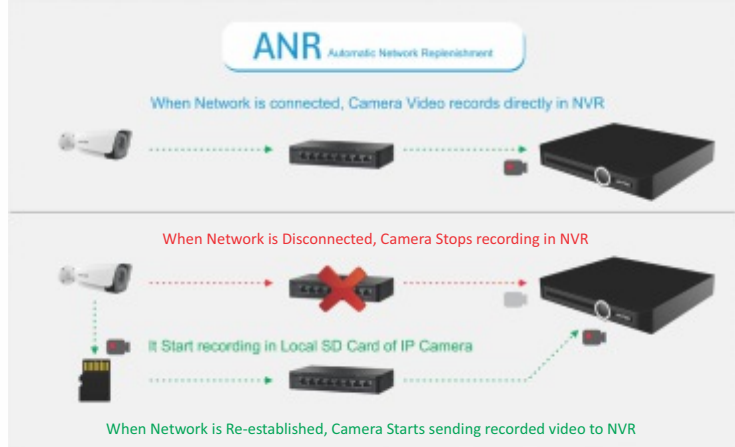 ANR Automatic Network Replenishment
When Network is connected, Camera Video records directly in NVR
When Network is Disconnected, Camera Stops recording in NVR
It Start recording in Local SD Card of IP Camera
When Network is Re-established, Camera Starts sending recorded video to NVR